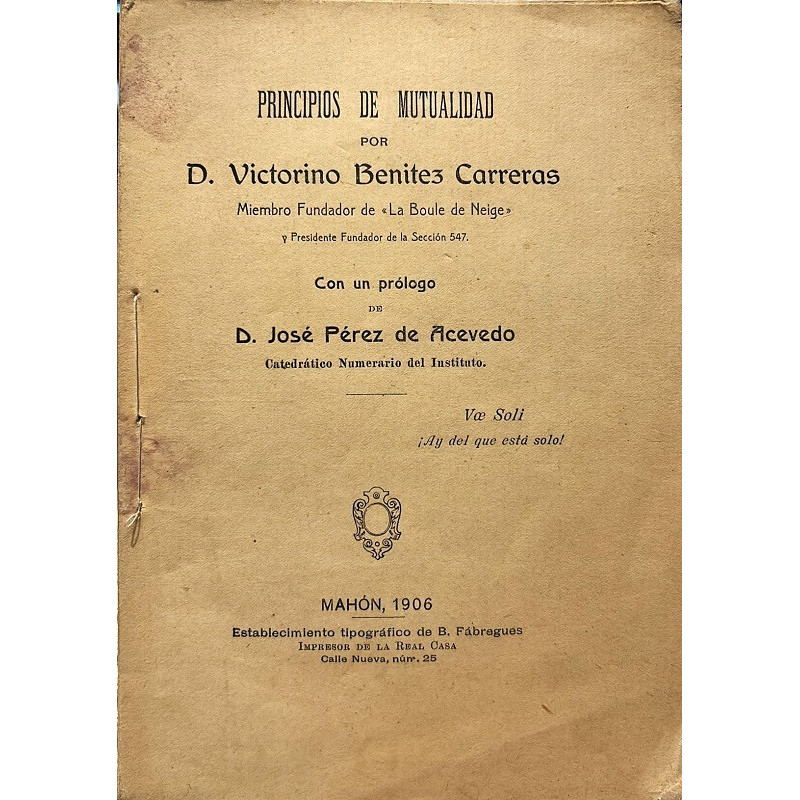 PRINCIPIOS DE MUTUALIDAD
POR
D. Victorino Benitez Carreras
Miembro Fundador de «La Boule de Neige»
y Presidente Fundador de la Sección 547.
Con un prólogo
DE
D. José Pérez de Acevedo
Catedrático Numerario del Instituto.
Væ Soli
¡Ay del que está solo!
MAHÓN, 1906
Establecimiento tipográfico de B. Fábregues
IMPRESOR DE LA REAL CASA
Calle Nueva, núm. 25